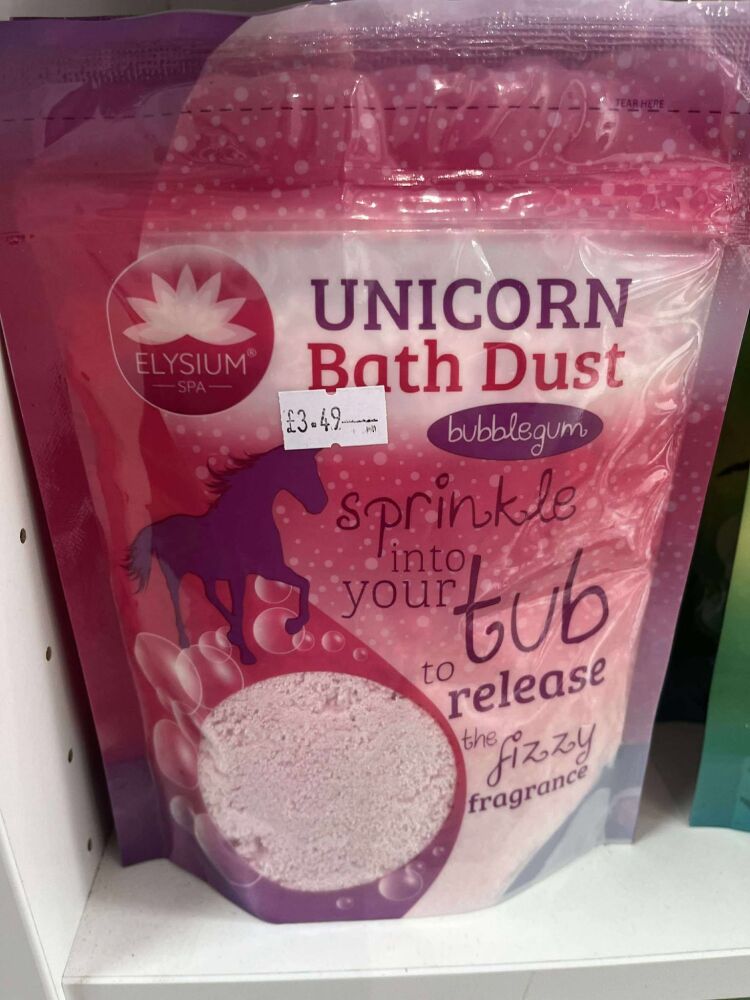 TEAR HERE
ELYSIUM®
SPA
UNICORN
Bath Dust
£3.49
bubblegum
sprinkle
into
your tub
to
release
the fizzy
fragrance